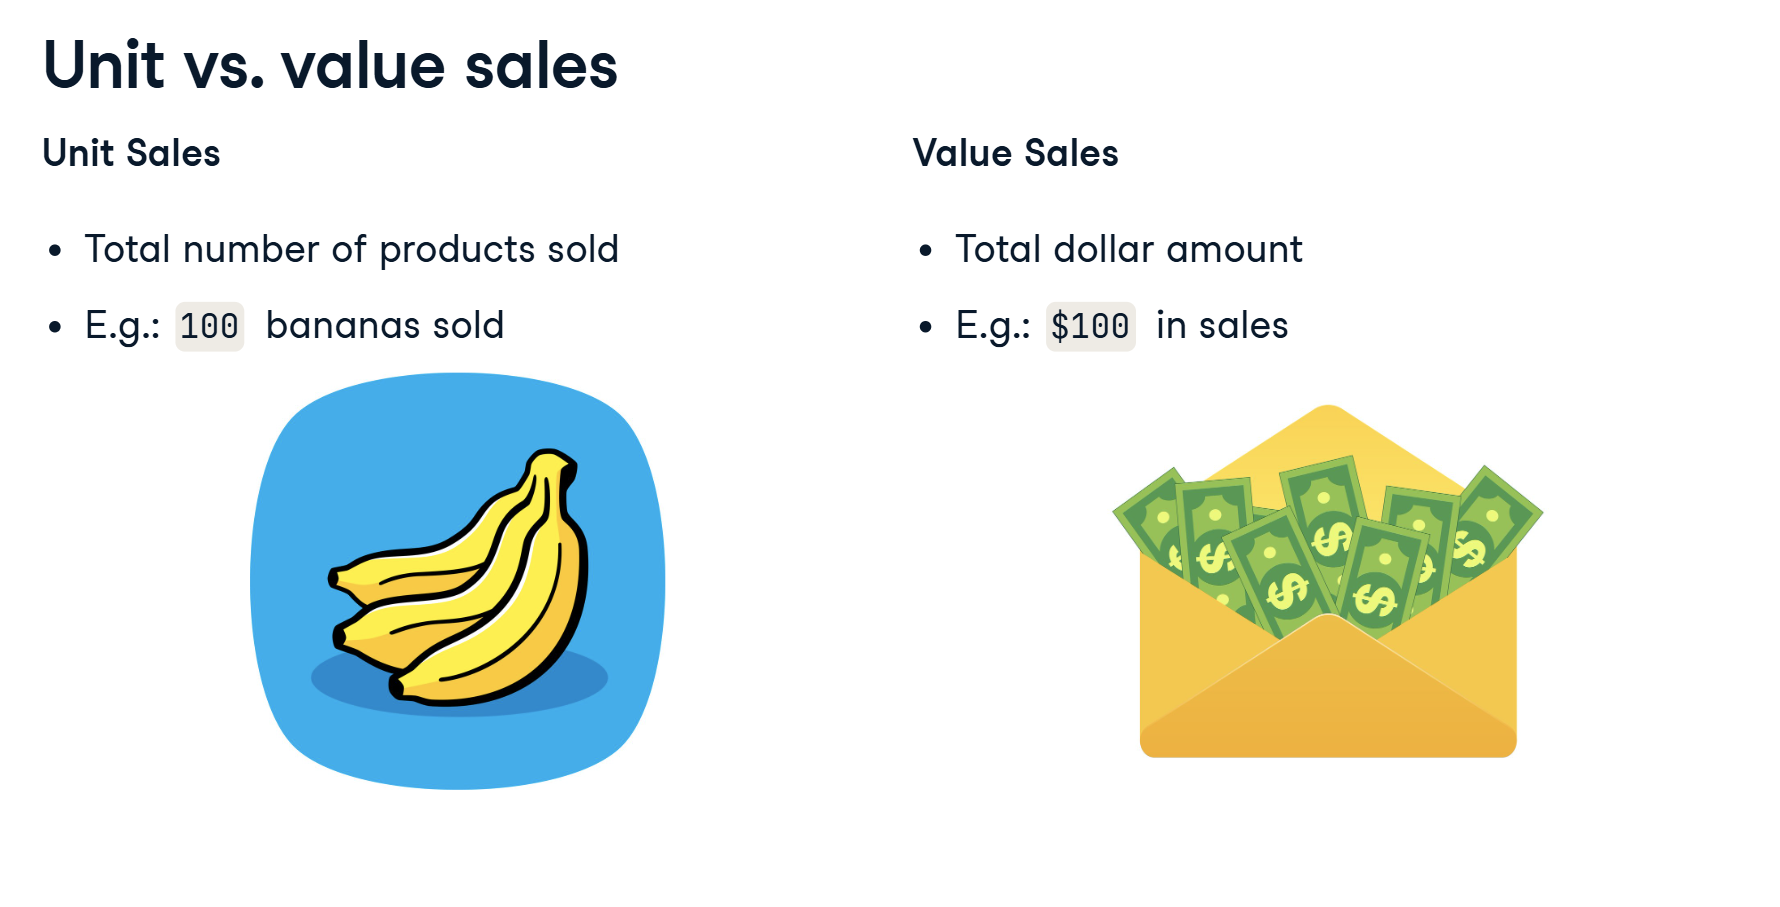 Unit vs. value sales
Unit Sales
• Total number of products sold
• E.g.: 100 bananas sold
Value Sales
• Total dollar amount
• E.g.: $100 in sales